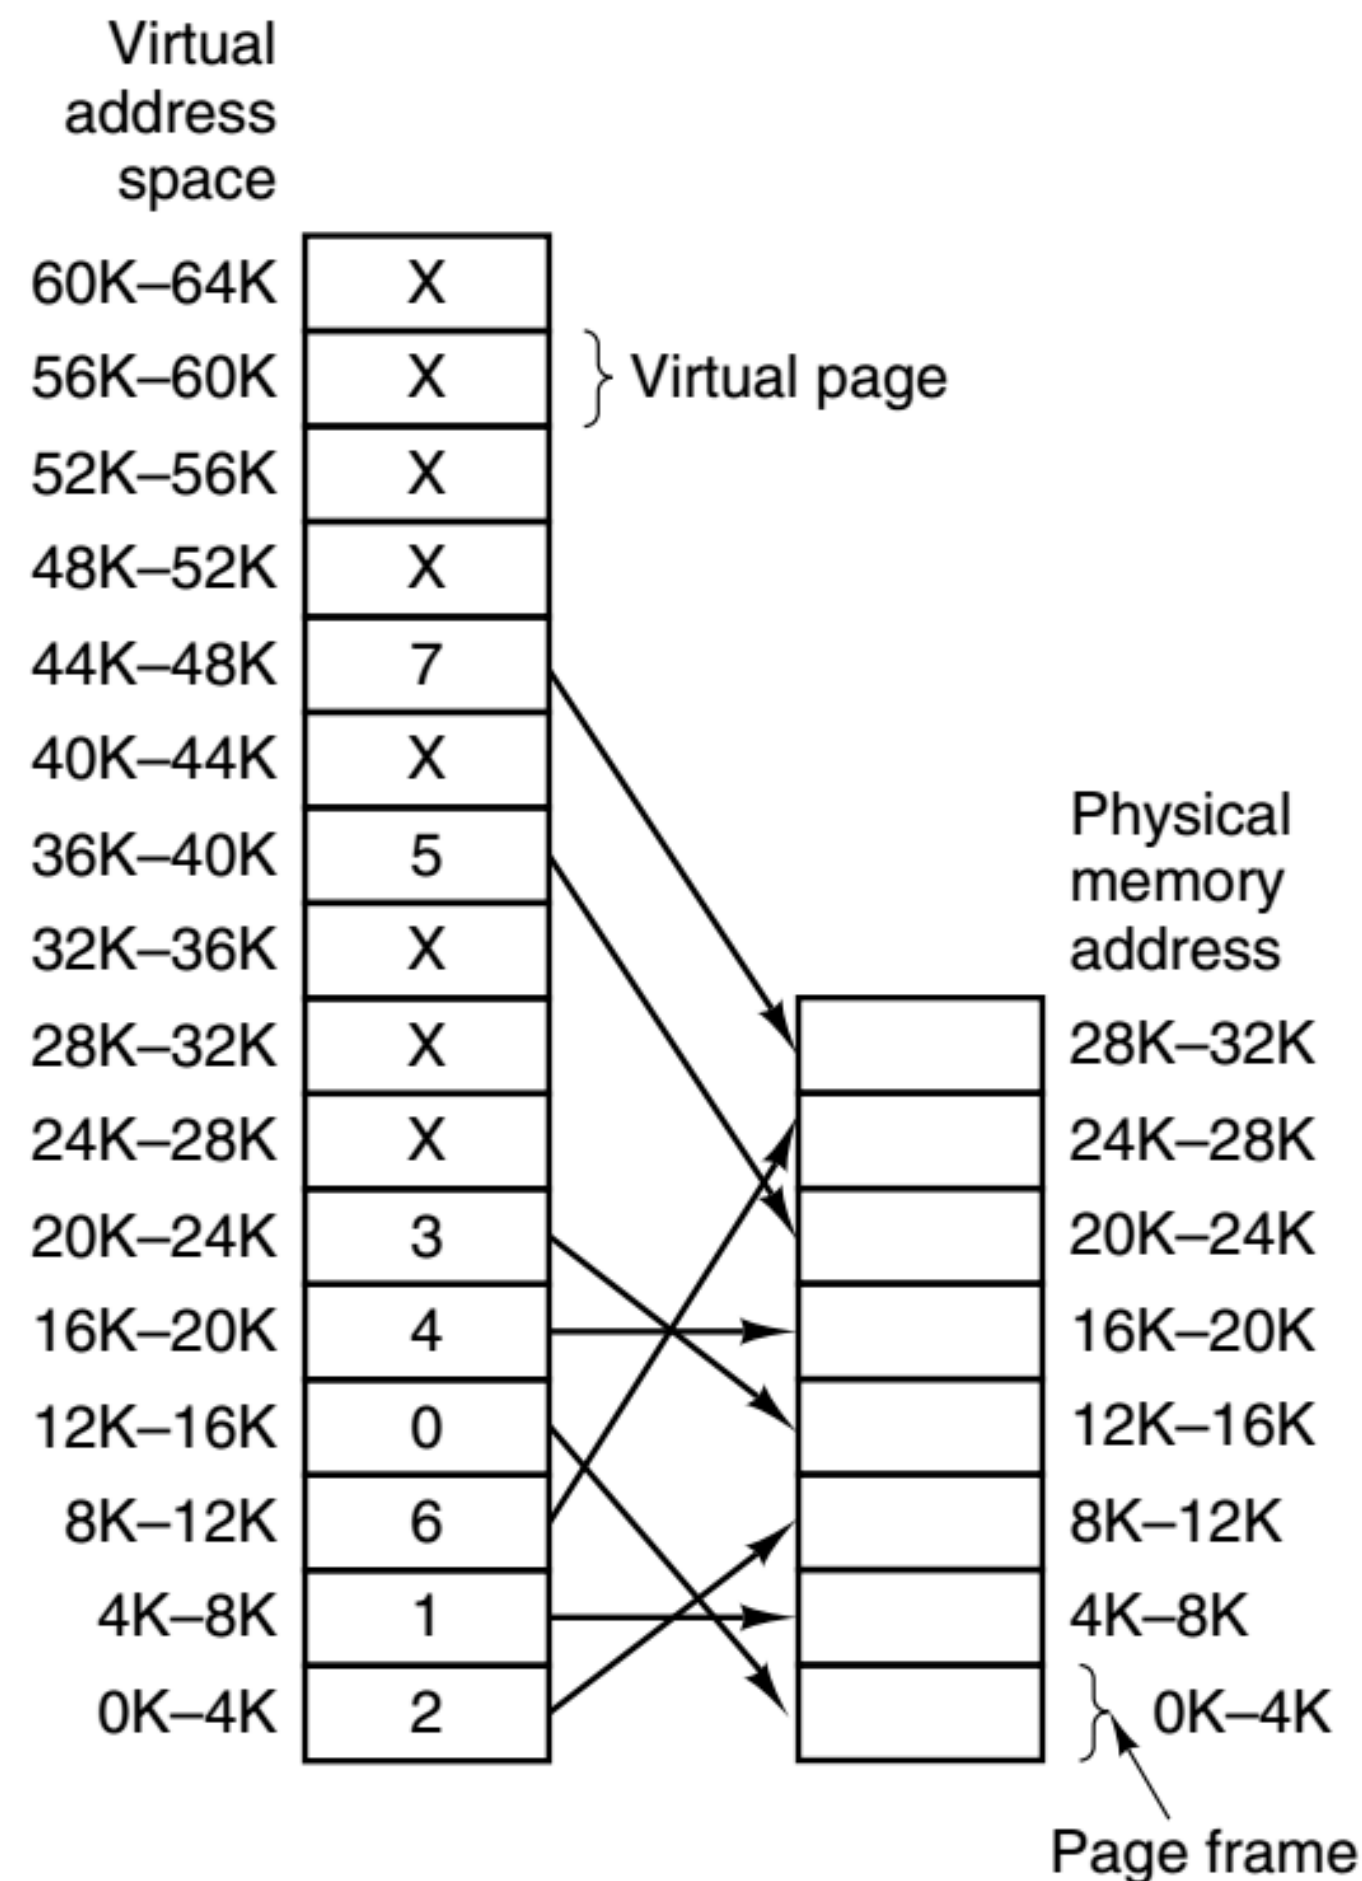 Virtual
address
space
60K–64K X
56K–60K X Virtual page
52K–56K X
48K–52K X
44K–48K 7
40K–44K X
36K–40K 5
32K–36K X
28K–32K X
24K–28K X
20K–24K 3
16K–20K 4
12K–16K 0
8K–12K 6
4K–8K 1
0K–4K 2
Physical
memory
address
28K–32K
24K–28K
20K–24K
16K–20K
12K–16K
8K–12K
4K–8K
0K–4K
Page frame